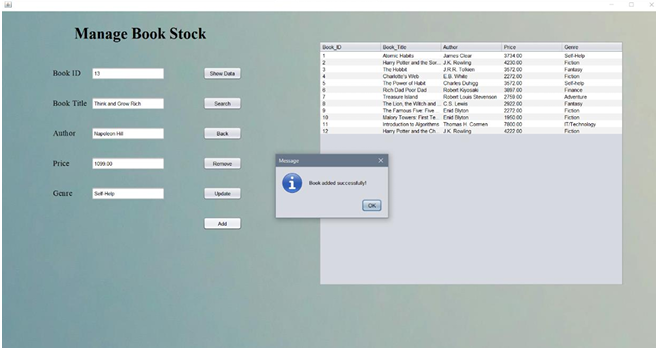 Manage Book Stock
Book ID 13 Show Data
Book Title Think and Grow Rich Search
Author Napoleon Hill Back
Price 1099.00 Remove
Genre Self-Help Update
Add
Book_ID Book_Title Author Price Genre
1 Atomic Habits James Clear 3734.00 Self-Help
2 Harry Potter and the Sor... J.K. Rowling 4230.00 Fiction
3 The Hobbit J.R.R. Tolkien 3572.00 Fantasy
4 Charlotte's Web E.B. White 2272.00 Fiction
5 The Power of Habit Charles Duhigg 3572.00 Self-help
6 Rich Dad Poor Dad Robert Kiyosaki 3897.00 Finance
7 Treasure Island Robert Louis Stevenson 2759.00 Adventure
8 The Lion, the Witch and ... C.S. Lewis 2922.00 Fantasy
9 The Famous Five: Five... Enid Blyton 2272.00 Fiction
10 Malory Towers: First Te... Enid Blyton 1950.00 Fiction
11 Introduction to Algorithms Thomas H. Cormen 7800.00 IT/Technology
12 Harry Potter and the Ch... J.K. Rowling 4222.00 Fiction
Message
Book added successfully!
OK